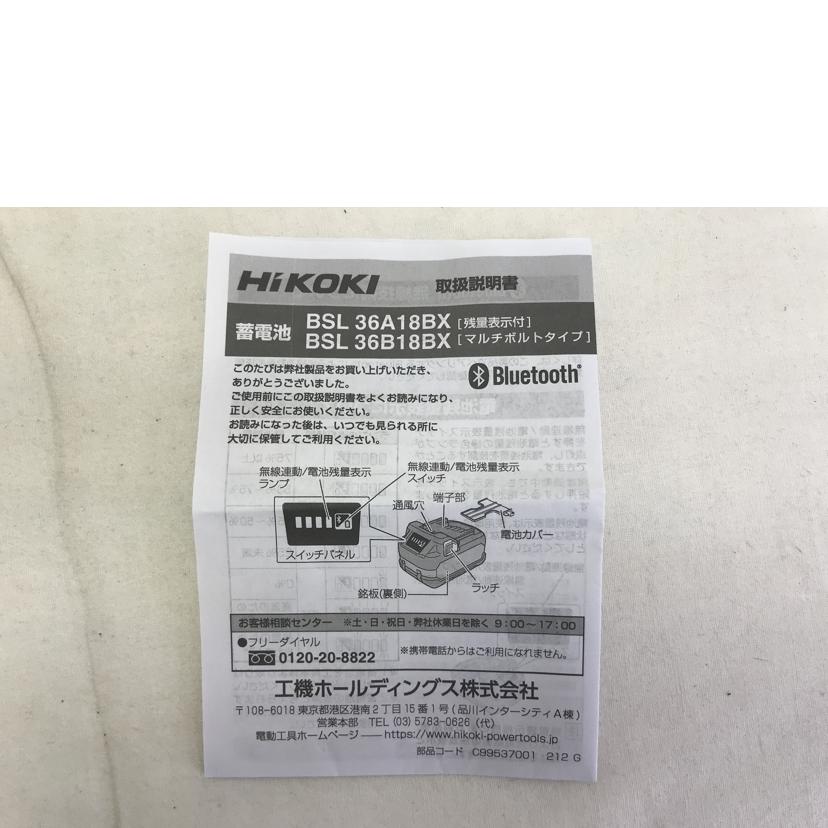 HiKOKI 取扱説明書
蓄電池 BSL 36A18BX [残量表示付]
BSL 36B18BX [マルチボルトタイプ]
このたびは弊社製品をお買い上げいただき、
ありがとうございました。
ご使用前にこの取扱説明書をよくお読みになり、
正しく安全にお使いください。
お読みになった後は、いつでも見られる所に
大切に保管してご利用ください。
Bluetooth®
無線連動/電池残量表示
ランプ
無線連動/電池残量表示
スイッチ
通風穴
端子部
電池カバー
スイッチパネル
ラッチ
銘板(裏側)
お客様相談センター ※土・日・祝日・弊社休業日を除く 9:00~17:00
●フリーダイヤル
0120-20-8822 ※携帯電話からはご利用になれません。
工機ホールディングス株式会社
〒108-6018 東京都港区港南2丁目15番1号(品川インターシティA棟)
営業本部 TEL (03) 5783-0626 (代)
電動工具ホームページ――https://www.hikoki-powertools.jp
部品コード C99537001 212 G